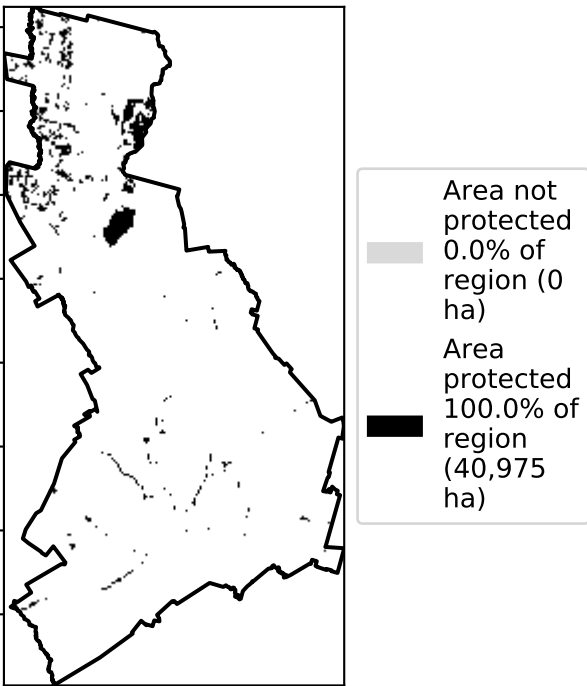 Area not
protected
0.0% of
region (0
ha)
Area
protected
100.0% of
region
(40,975
ha)